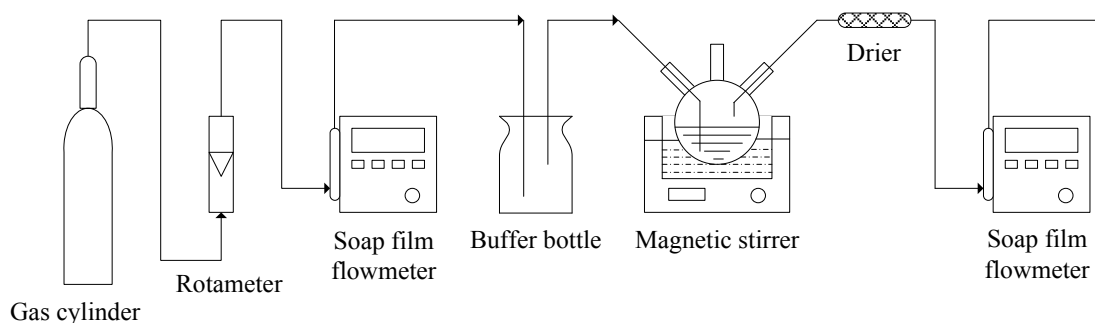 Gas cylinder
Rotameter
Soap film
flowmeter
Buffer bottle
Magnetic stirrer
Drier
Soap film
flowmeter